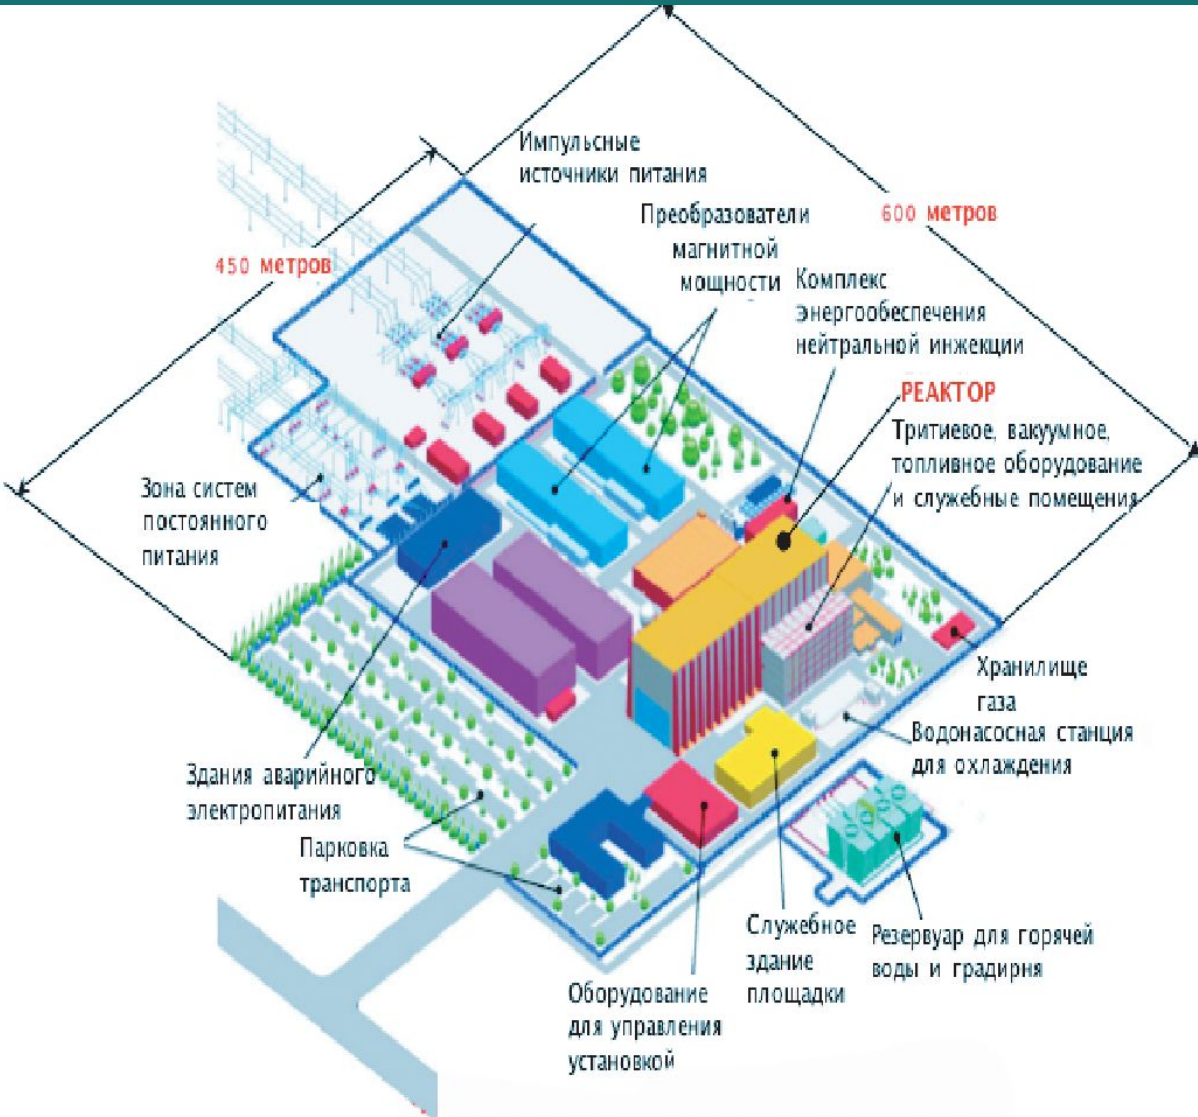 Импульсные
источники питания
Преобразователи
магнитной
мощности
600 метров
450 метров
Комплекс
энергообеспечения
нейтральной инжекции
РЕАКТОР
Тритиевое, вакуумное,
топливное оборудование
и служебные помещения
Зона систем
постоянного
питания
Хранилище
газа
Водонасосная станция
для охлаждения
Здания аварийного
электропитания
Парковка
транспорта
Служебное
здание
площадки
Резервуар для горячей
воды и градирня
Оборудование
для управления
установкой